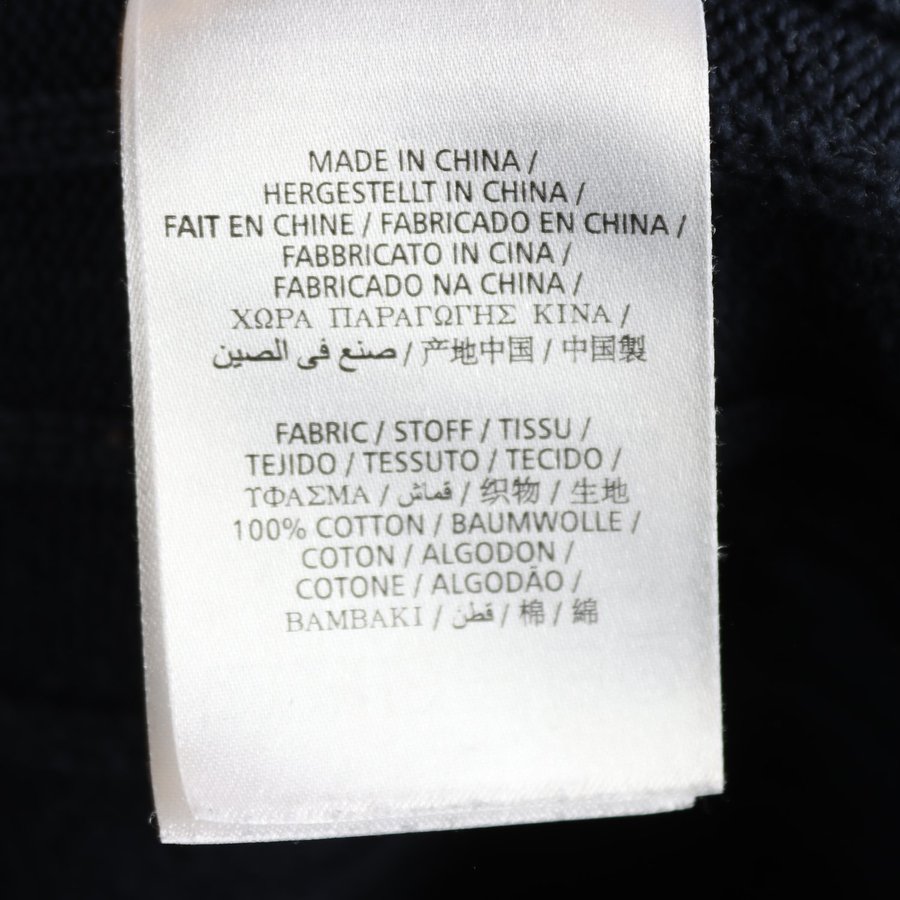 MADE IN CHINA /
HERGESTELLT IN CHINA /
FAIT EN CHINE / FABRICADO EN CHINA /
FABBRICATO IN CINA /
FABRICADO NA CHINA /
ΧΩΡΑ ΠΑΡΑΓΩΓΗΣ ΚΙΝΑ /
صنع في الصين / 产地中国 / 中国製
FABRIC / STOFF / TISSU /
TEJIDO / TESSUTO / TECIDO /
ΥΦΑΣΜΑ / قماش / 织物 / 生地
100% COTTON / BAUMWOLLE /
COTON / ALGODON /
COTONE / ALGODÃO /
ΒΑΜΒΑΚΙ / قطن / 棉 / 綿